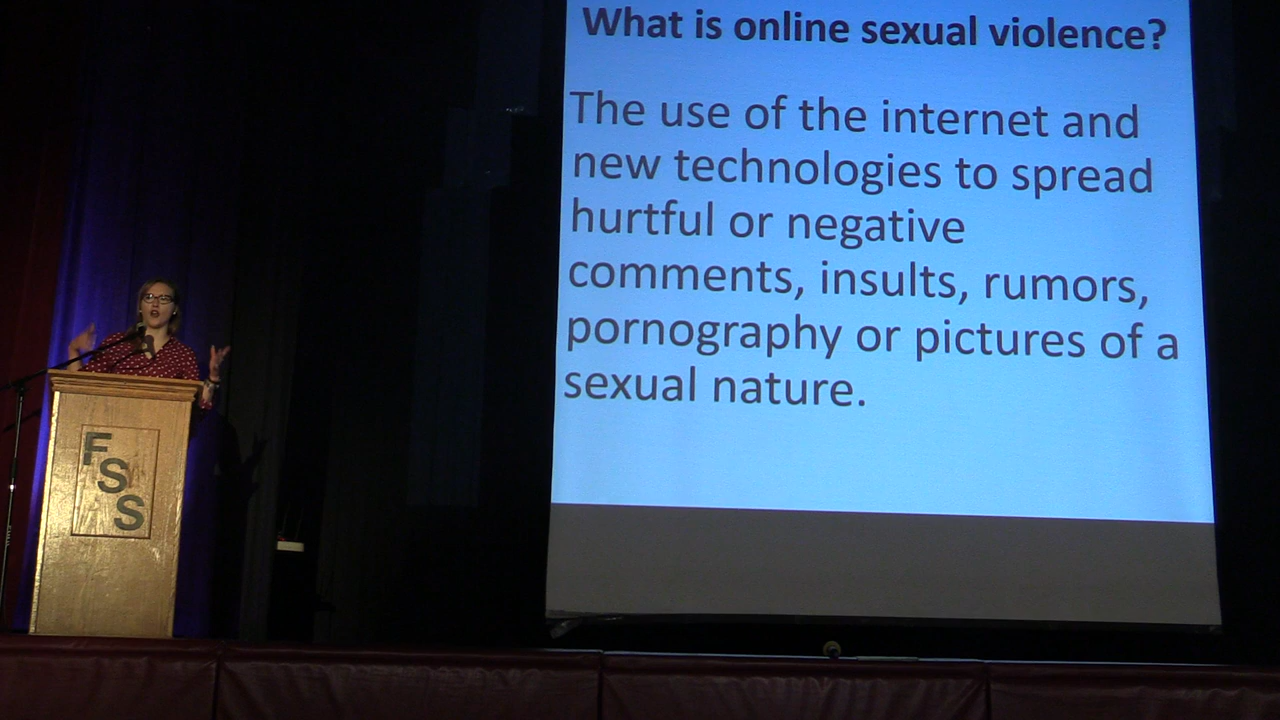 What is online sexual violence?
The use of the internet and
new technologies to spread
hurtful or negative
comments, insults, rumors,
pornography or pictures of a
sexual nature.
F
S
S